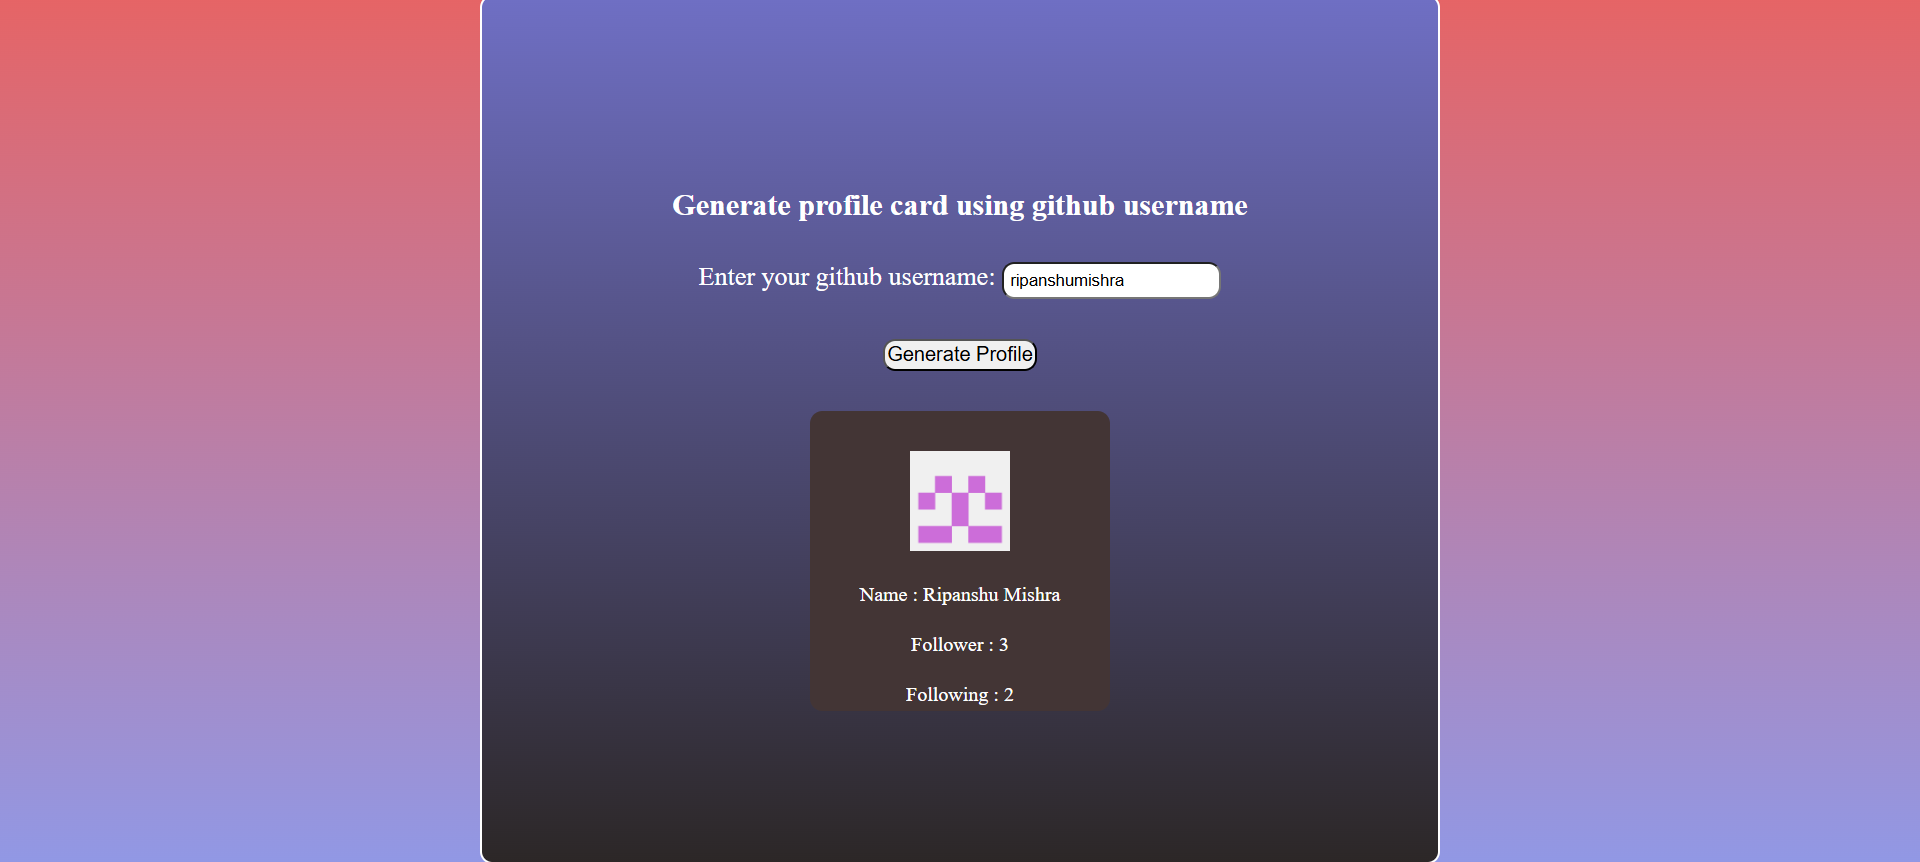 Generate profile card using github username
Enter your github username: ripanshumishra
Generate Profile
Name : Ripanshu Mishra
Follower : 3
Following : 2